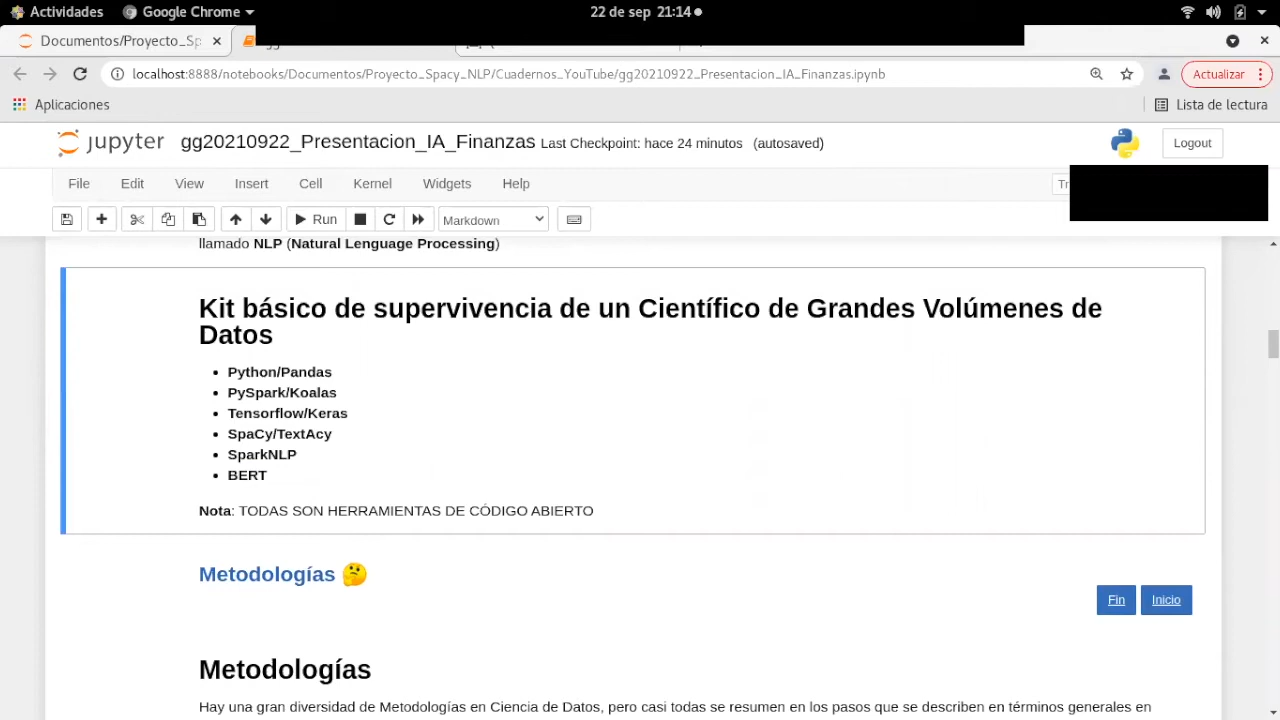 Actividades Google Chrome 22 de sep 21:14
Documentos/Proyecto_Sp
localhost:8888/notebooks/Documentos/Proyecto_Spacy_NLP/Cuadernos_YouTube/gg20210922_Presentacion_IA_Finanzas.ipynb Actualizar
Aplicaciones Lista de lectura
jupyter gg20210922_Presentacion_IA_Finanzas Last Checkpoint: hace 24 minutos (autosaved) Logout
File Edit View Insert Cell Kernel Widgets Help
Run Markdown
llamado NLP (Natural Lenguage Processing)
Kit básico de supervivencia de un Científico de Grandes Volúmenes de
Datos
• Python/Pandas
• PySpark/Koalas
• Tensorflow/Keras
• SpaCy/TextAcy
• SparkNLP
• BERT
Nota: TODAS SON HERRAMIENTAS DE CÓDIGO ABIERTO
Metodologías 🤔
Fin Inicio
Metodologías
Hay una gran diversidad de Metodologías en Ciencia de Datos, pero casi todas se resumen en los pasos que se describen en términos generales en